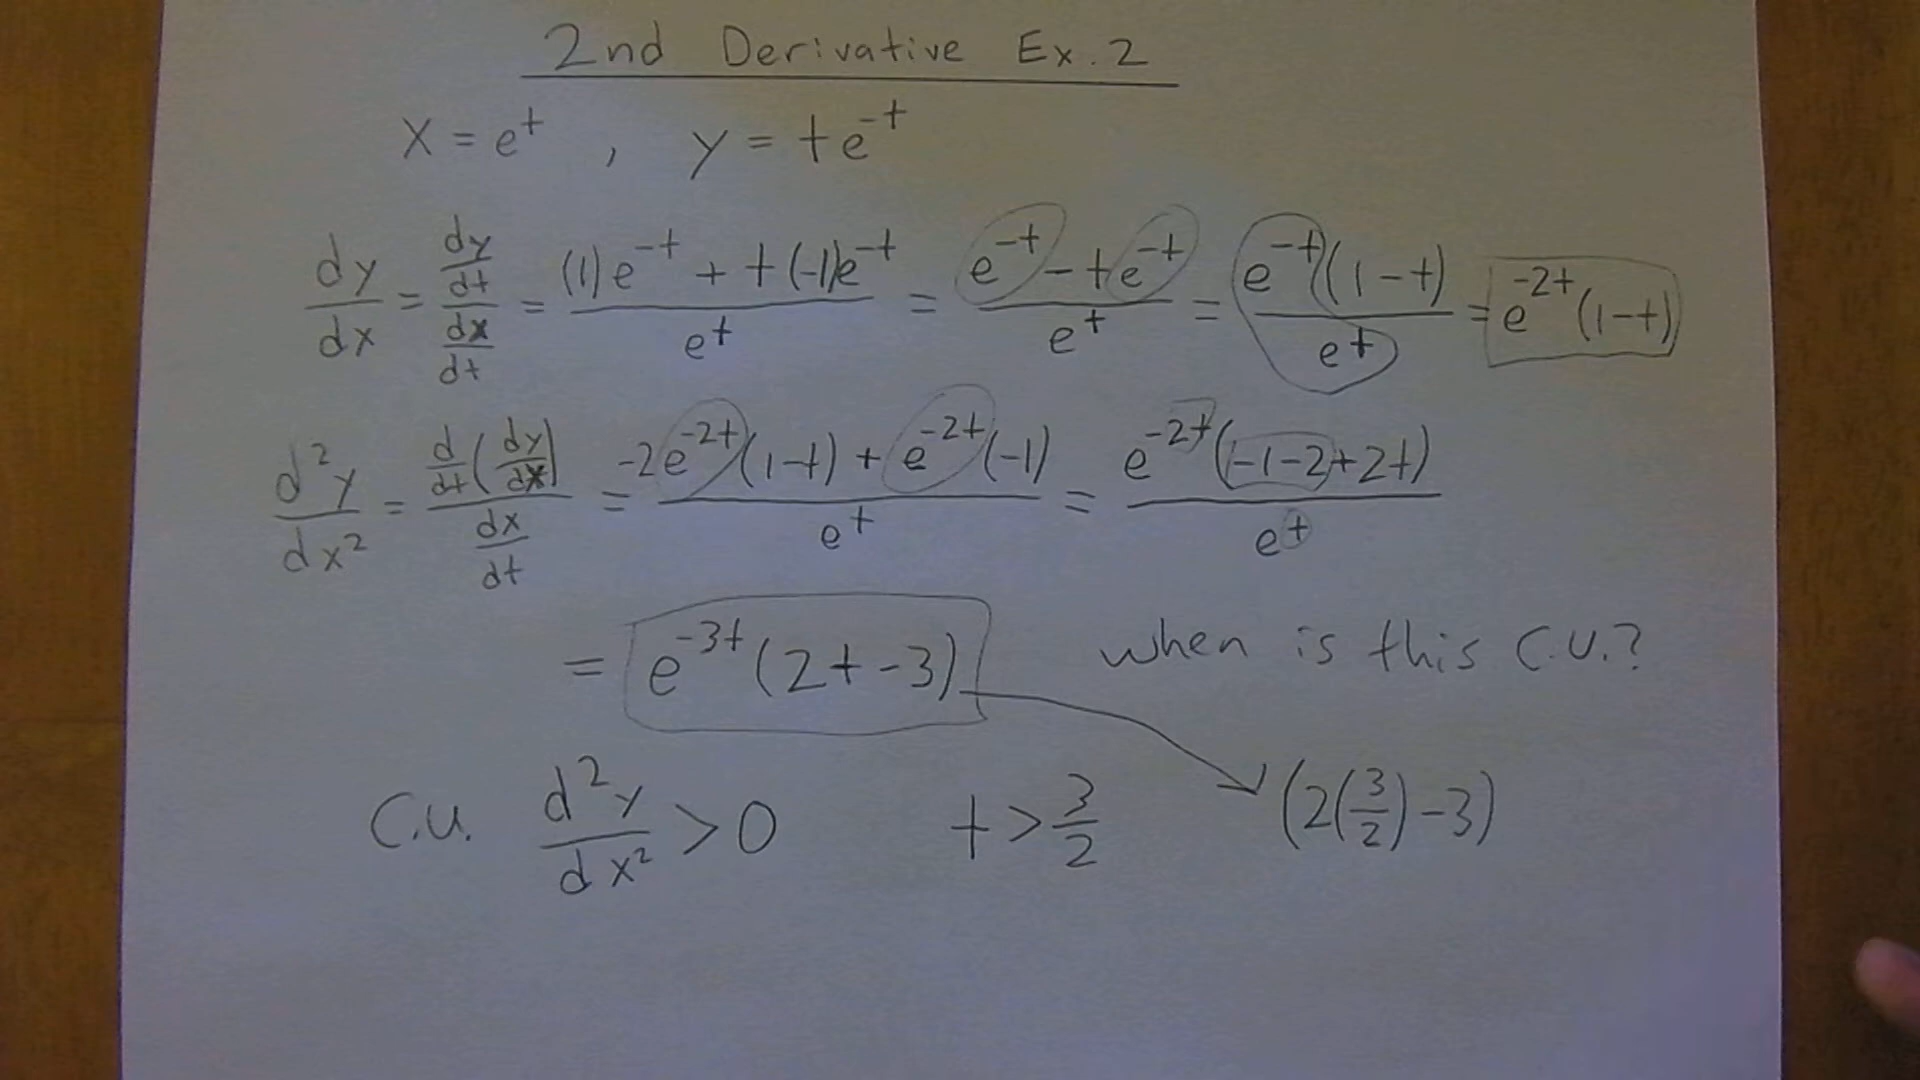 2nd Derivative Ex. 2
x = e^t , y = te^-t
dy/dx = (dy/dt)/(dx/dt) = ((1)e^-t + t(-1)e^-t)/e^t = (e^-t - te^-t)/e^t = (e^-t(1-t))/e^t = e^-2t(1-t)
d²y/dx² = (d/dt(dy/dx))/(dx/dt) = (-2e^-2t(1-t) + e^-2t(-1))/e^t = (e^-2t(-1-2+2t))/e^t
= e^-3t(2t-3) when is this C.U.?
C.U. d²y/dx² > 0 t > 3/2 (2(3/2)-3)